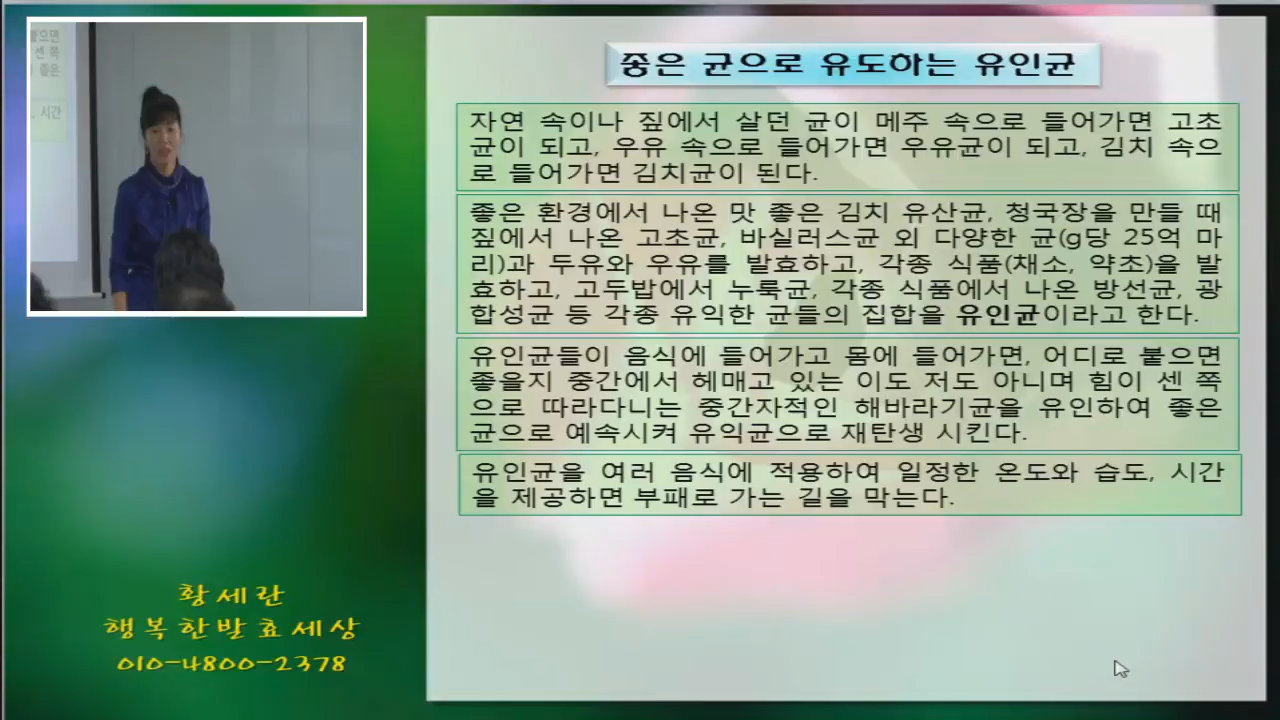 좋은 균으로 유도하는 유인균
자연 속이나 짚에서 살던 균이 메주 속으로 들어가면 고초
균이 되고, 우유 속으로 들어가면 우유균이 되고, 김치 속으
로 들어가면 김치균이 된다.
좋은 환경에서 나온 맛 좋은 김치 유산균, 청국장을 만들 때
짚에서 나온 고초균, 바실러스균 외 다양한 균(g당 25억 마
리)과 두유와 우유를 발효하고, 각종 식품(채소, 약초)을 발
효하고, 고두밥에서 누룩균, 각종 식품에서 나온 방선균, 광
합성균 등 각종 유익한 균들의 집합을 유인균이라고 한다.
유인균들이 음식에 들어가고 몸에 들어가면, 어디로 붙으면
좋을지 중간에서 헤매고 있는 이도 저도 아니며 힘이 센 쪽
으로 따라다니는 중간자적인 해바라기균을 유인하여 좋은
균으로 예속시켜 유익균으로 재탄생 시킨다.
유인균을 여러 음식에 적용하여 일정한 온도와 습도, 시간
을 제공하면 부패로 가는 길을 막는다.
센 쪽
좋은
시간
황세란
행복한발효세상
010-4800-2378